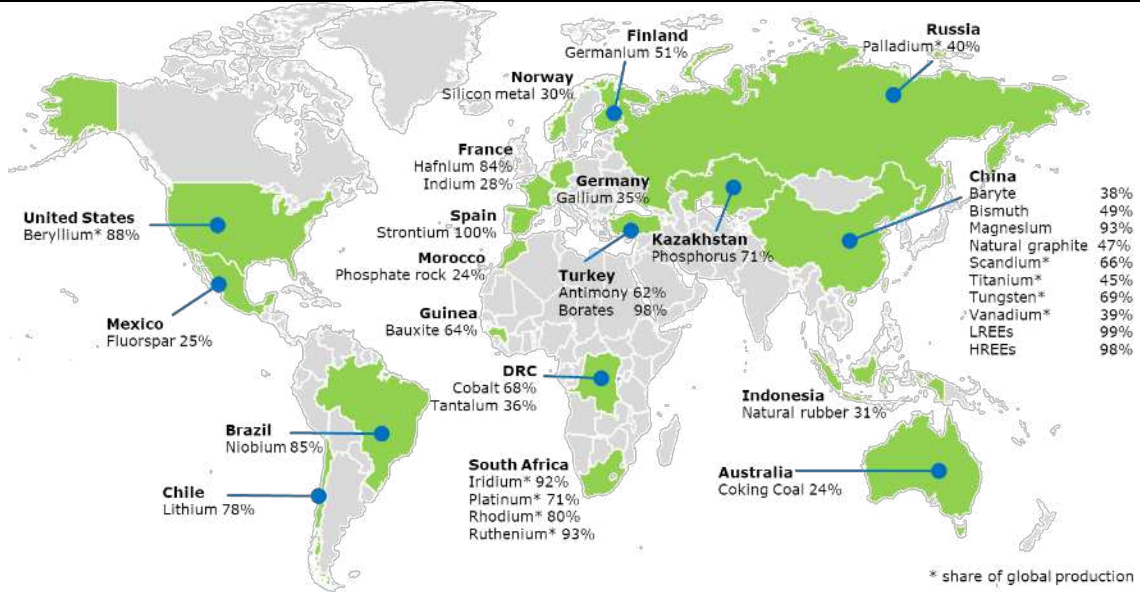 Finland
Germanium 51%
Russia
Palladium* 40%
Norway
Silicon metal 30%
France
Hafnium 84%
Indium 28%
Germany
Gallium 35%
United States
Beryllium* 88%
Spain
Strontium 100%
Morocco
Phosphate rock 24%
Kazakhstan
Phosphorus 71%
China
Baryte 38%
Bismuth 49%
Magnesium 93%
Natural graphite 47%
Scandium* 66%
Titanium* 45%
Tungsten* 69%
Vanadium* 39%
LREEs 99%
HREEs 98%
Turkey
Antimony 62%
Borates 98%
Mexico
Fluorspar 25%
Guinea
Bauxite 64%
DRC
Cobalt 68%
Tantalum 36%
Indonesia
Natural rubber 31%
Brazil
Niobium 85%
Chile
Lithium 78%
South Africa
Iridium* 92%
Platinum* 71%
Rhodium* 80%
Ruthenium* 93%
Australia
Coking Coal 24%
* share of global production